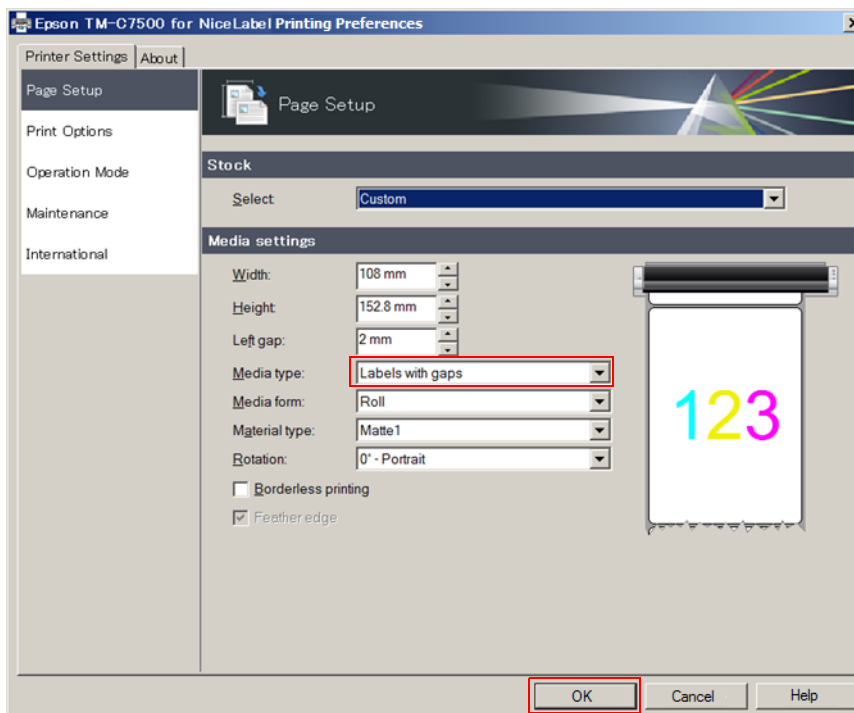 Epson TM-C7500 for NiceLabel Printing Preferences
Printer Settings About
Page Setup
Print Options
Operation Mode
Maintenance
International
Page Setup
Stock
Select: Custom
Media settings
Width: 108 mm
Height: 152.8 mm
Left gap: 2 mm
Media type: Labels with gaps
Media form: Roll
Material type: Matte1
Rotation: 0° - Portrait
Borderless printing
Feather edge
123
OK Cancel Help